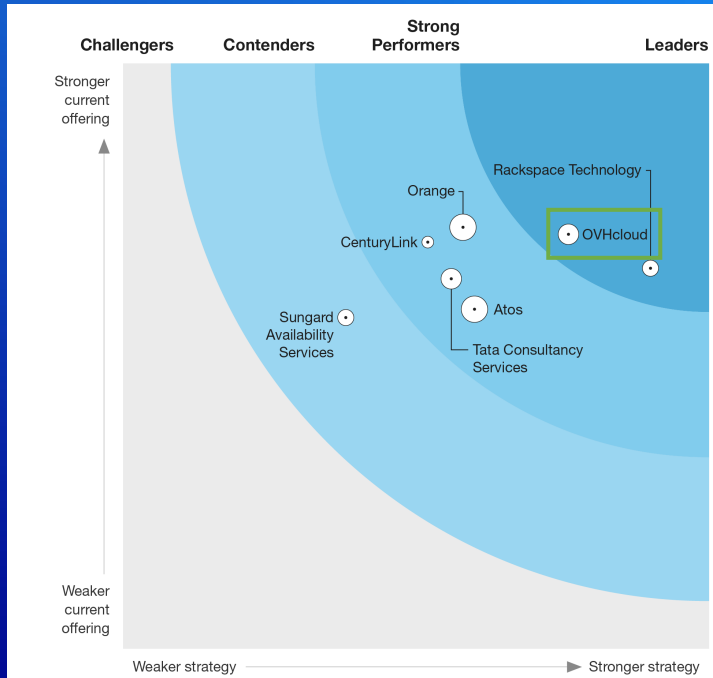 Challengers
Contenders
Strong
Performers
Leaders
Stronger
current
offering
Rackspace Technology
Orange
OVHcloud
CenturyLink
Sungard
Availability
Services
Atos
Tata Consultancy
Services
Weaker
current
offering
Weaker strategy
Stronger strategy